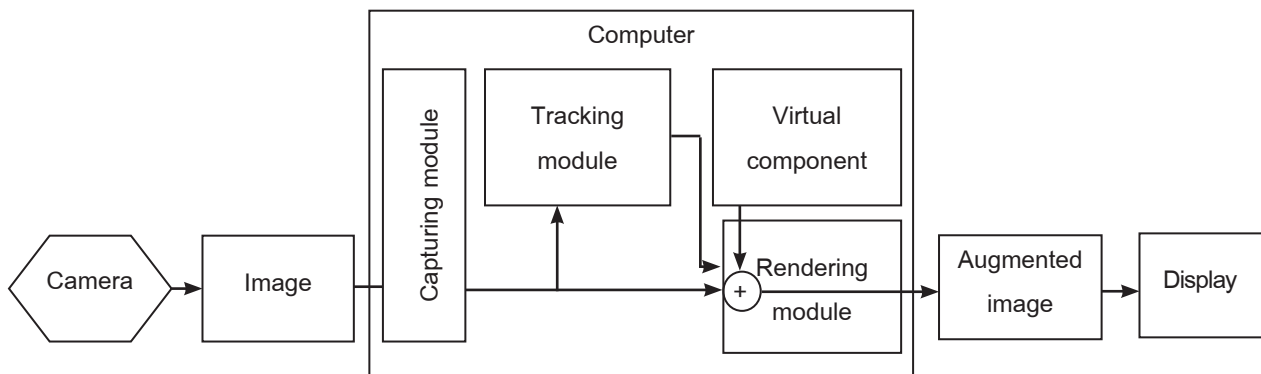 Computer
Camera
Image
Capturing module
Tracking
module
Virtual
component
+
Rendering
module
Augmented
image
Display